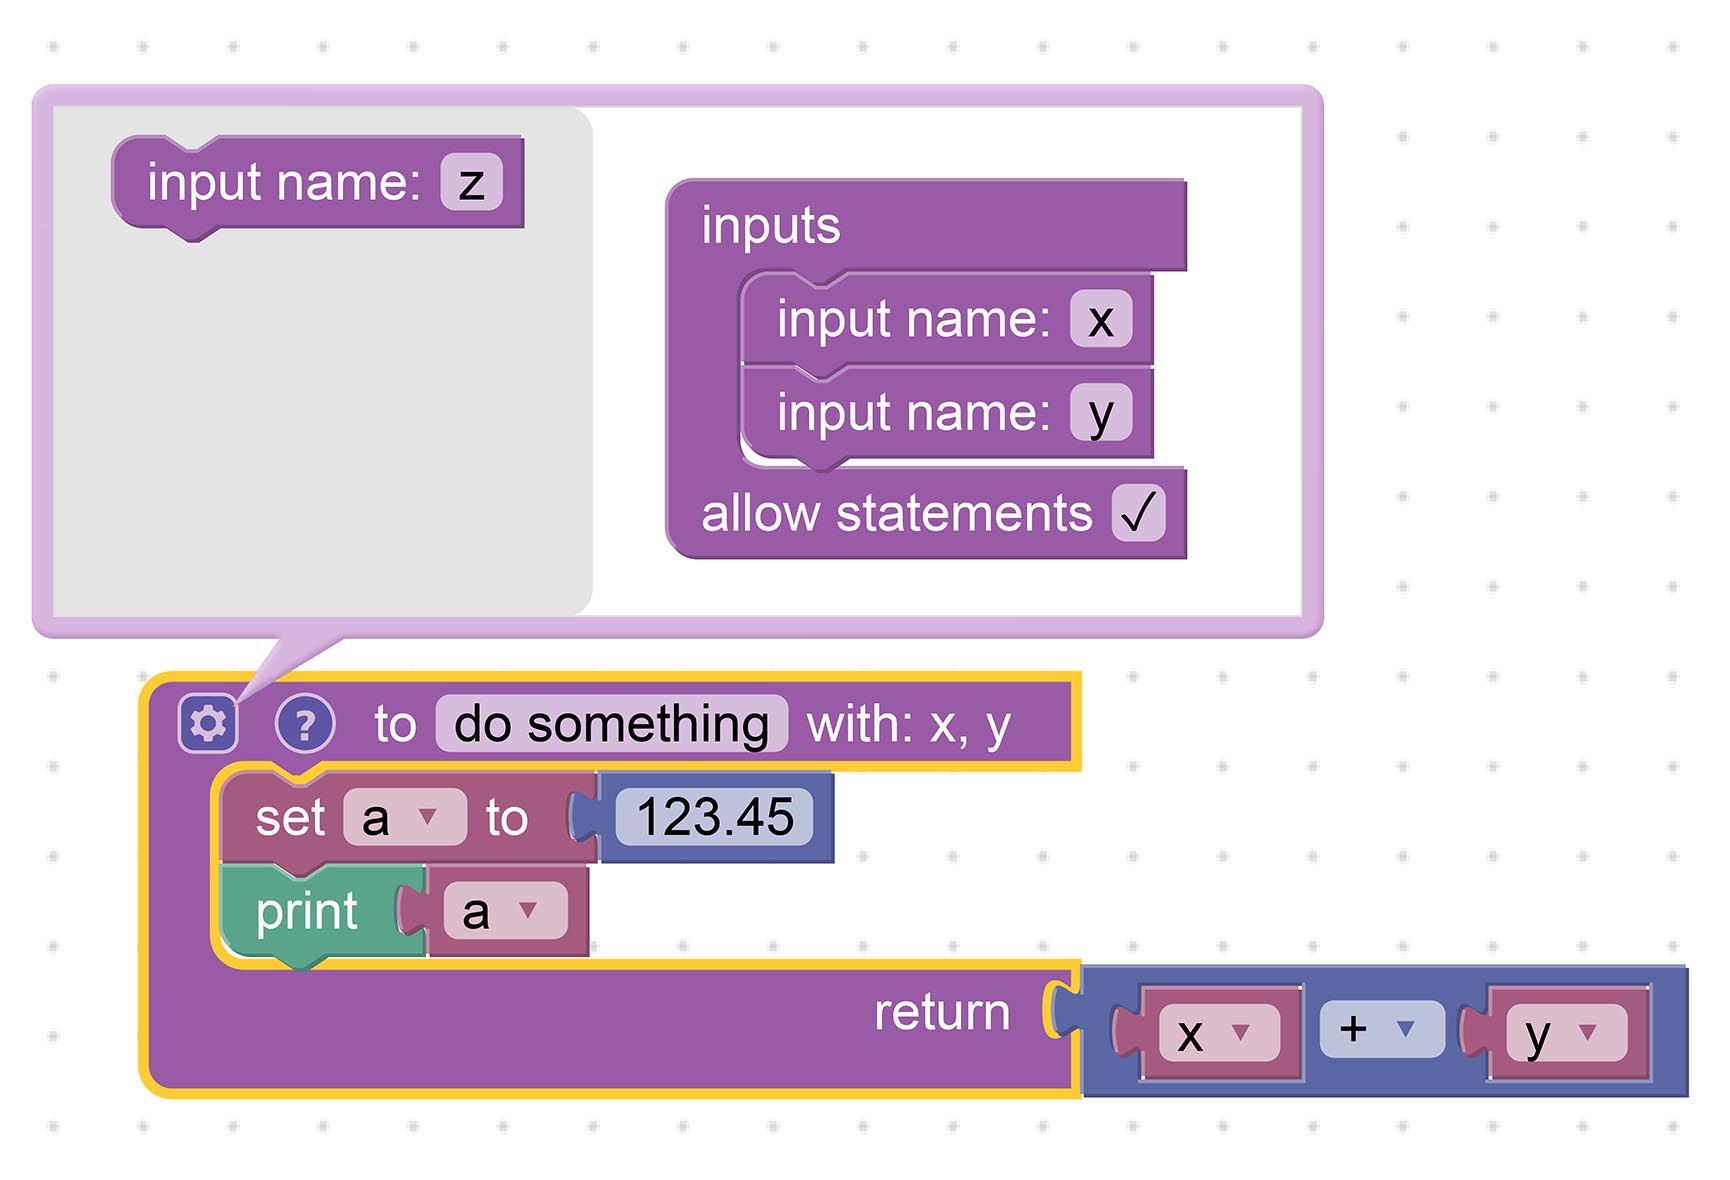 input name: z
inputs
input name: x
input name: y
allow statements ✓
? to do something with: x, y
set a ▼ to 123.45
print a ▼
return x ▼ + ▼ y ▼